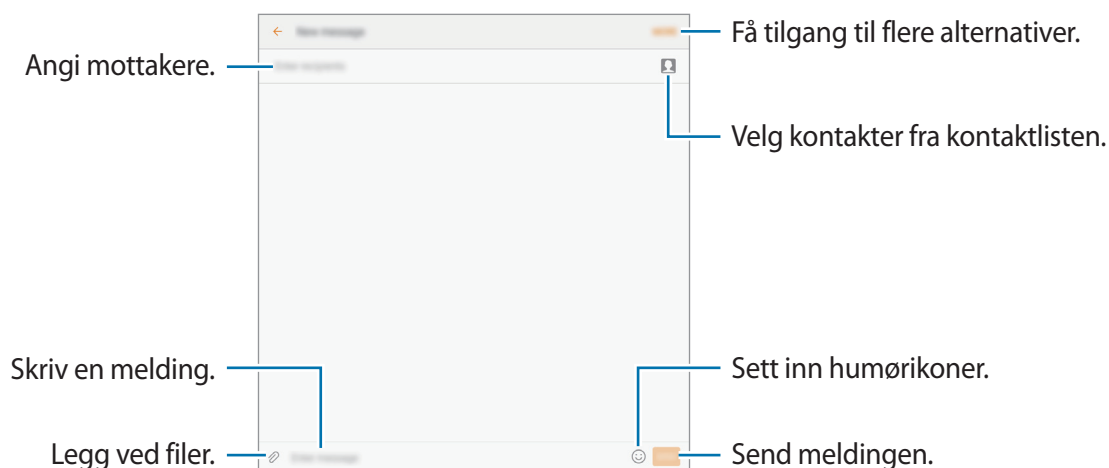 Få tilgang til flere alternativer.
Angi mottakere.
Velg kontakter fra kontaktlisten.
Skriv en melding.
Sett inn humørikoner.
Legg ved filer.
Send meldingen.